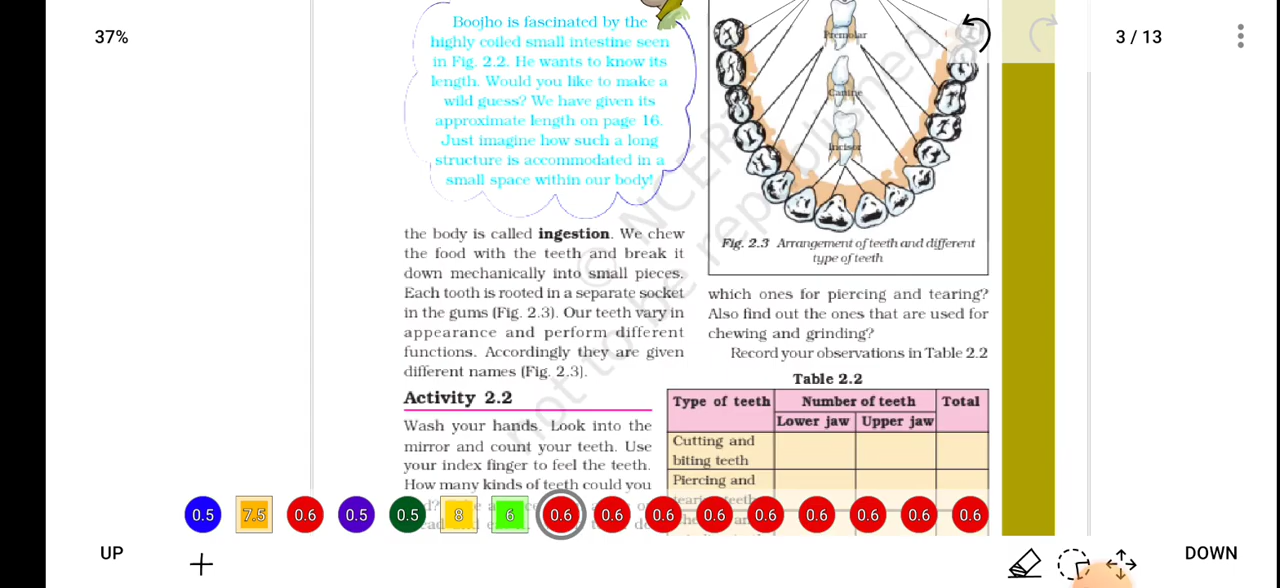 37%
3 / 13
Boojho is fascinated by the
highly coiled small intestine seen
in Fig. 2.2. He wants to know its
length. Would you like to make a
wild guess? We have given its
approximate length on page 16.
Just imagine how such a long
structure is accommodated in a
small space within our body!
the body is called ingestion. We chew
the food with the teeth and break it
down mechanically into small pieces.
Each tooth is rooted in a separate socket
in the gums (Fig. 2.3). Our teeth vary in
appearance and perform different
functions. Accordingly they are given
different names (Fig. 2.3).
Activity 2.2
Wash your hands. Look into the
mirror and count your teeth. Use
your index finger to feel the teeth.
How many kinds of teeth could you
Premolar
Canine
Incisor
Fig. 2.3 Arrangement of teeth and different
type of teeth
which ones for piercing and tearing?
Also find out the ones that are used for
chewing and grinding?
Record your observations in Table 2.2
Table 2.2
Type of teeth Number of teeth Total
Lower jaw Upper jaw
Cutting and
biting teeth
Piercing and
tearing teeth
© NCERT
not to be republished
0.5 7.5 0.6 0.5 0.5 8 6 0.6 0.6 0.6 0.6 0.6 0.6 0.6 0.6 0.6
UP
DOWN